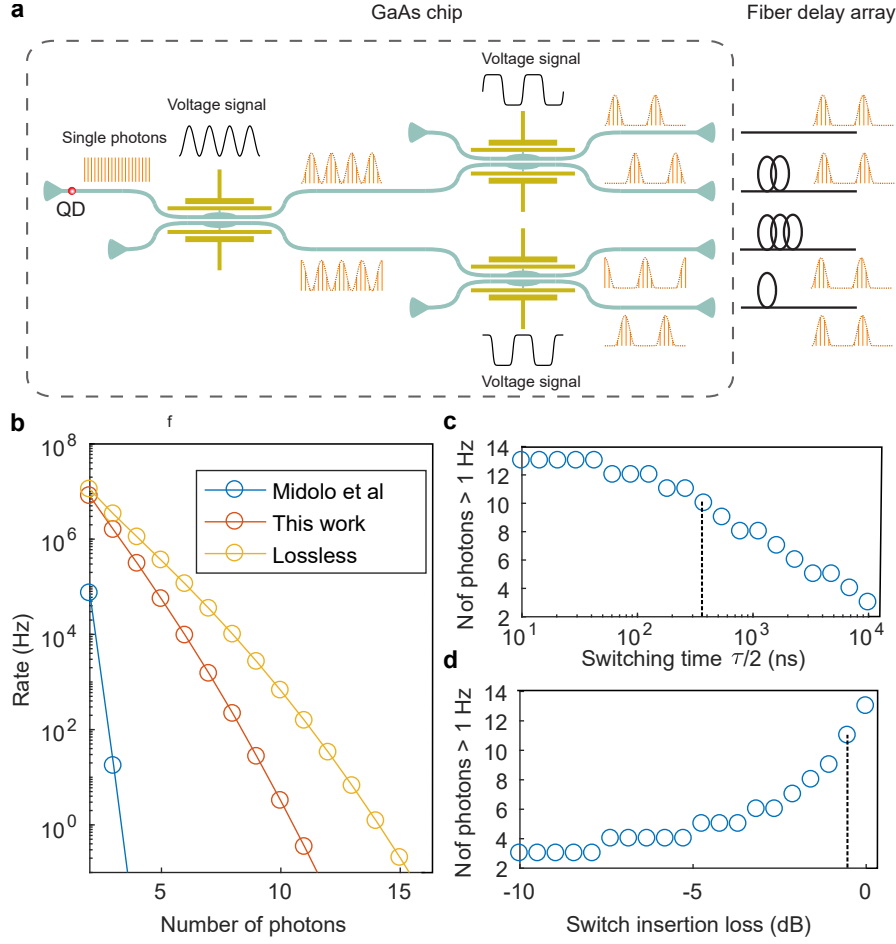 a
GaAs chip
Fiber delay array
Voltage signal
Voltage signal
Single photons
QD
Voltage signal
b
f
10^8
10^6
10^4
10^2
10^0
Rate (Hz)
Midolo et al
This work
Lossless
5
10
15
Number of photons
c
14
12
10
8
6
4
2
Nof photons > 1 Hz
10^1
10^2
10^3
10^4
Switching time τ/2 (ns)
d
14
12
10
8
6
4
2
Nof photons > 1 Hz
-10
-5
0
Switch insertion loss (dB)